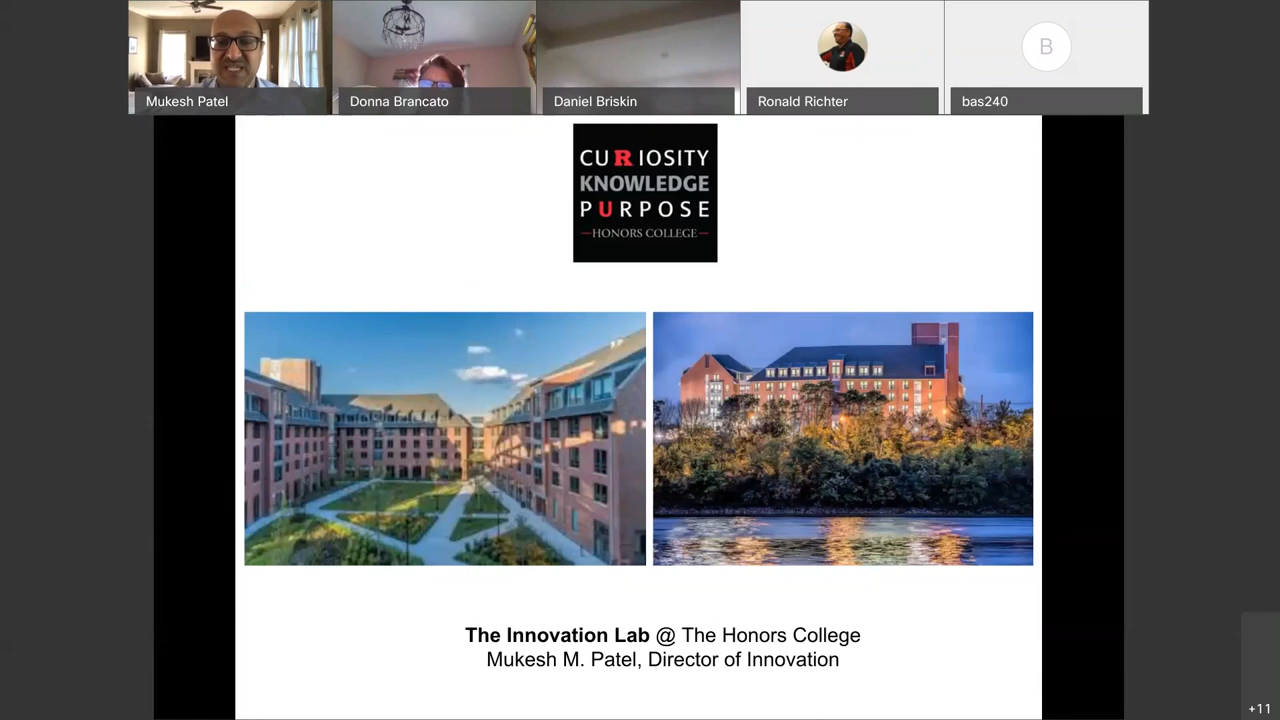 Mukesh Patel
Donna Brancato
Daniel Briskin
Ronald Richter
B
bas240
CURIOSITY
KNOWLEDGE
PURPOSE
HONORS COLLEGE
The Innovation Lab @ The Honors College
Mukesh M. Patel, Director of Innovation
+11